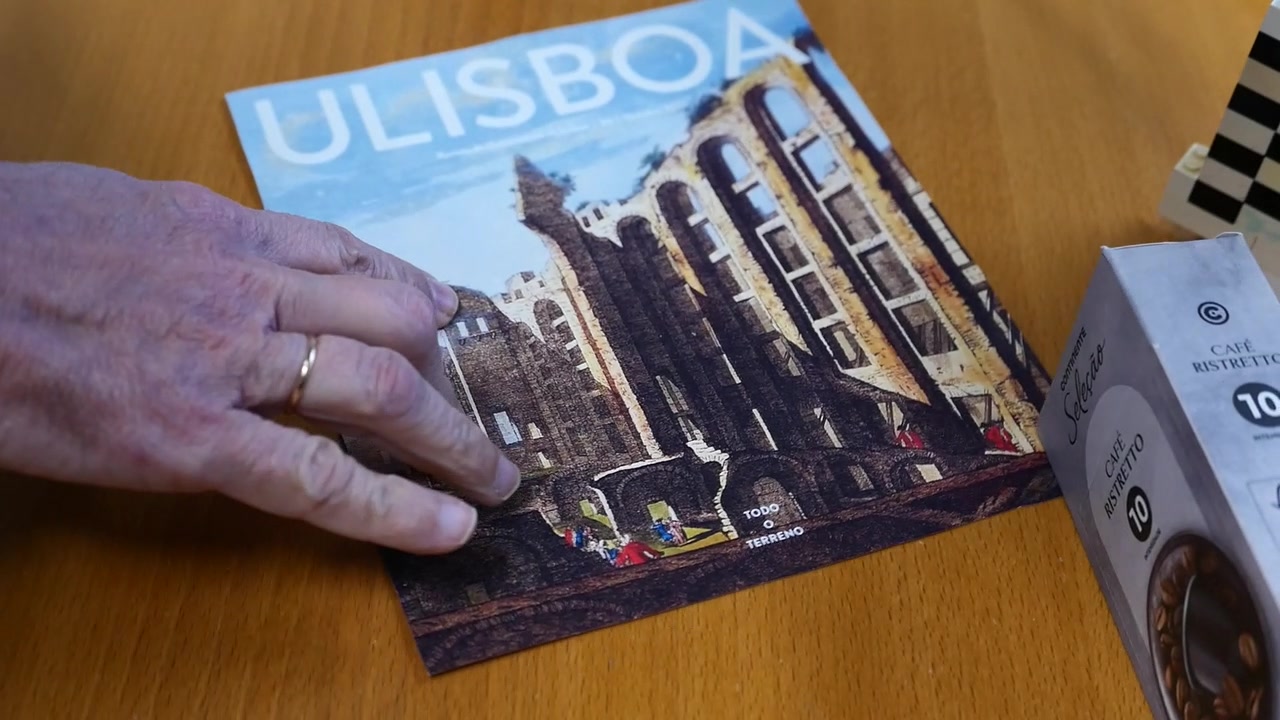 ULISBOA
TODO
O
TERRENO
CONTINENTE
Seleção
CAFÉ
RISTRETTO
10
©
CAFÉ
RISTRETTO
10